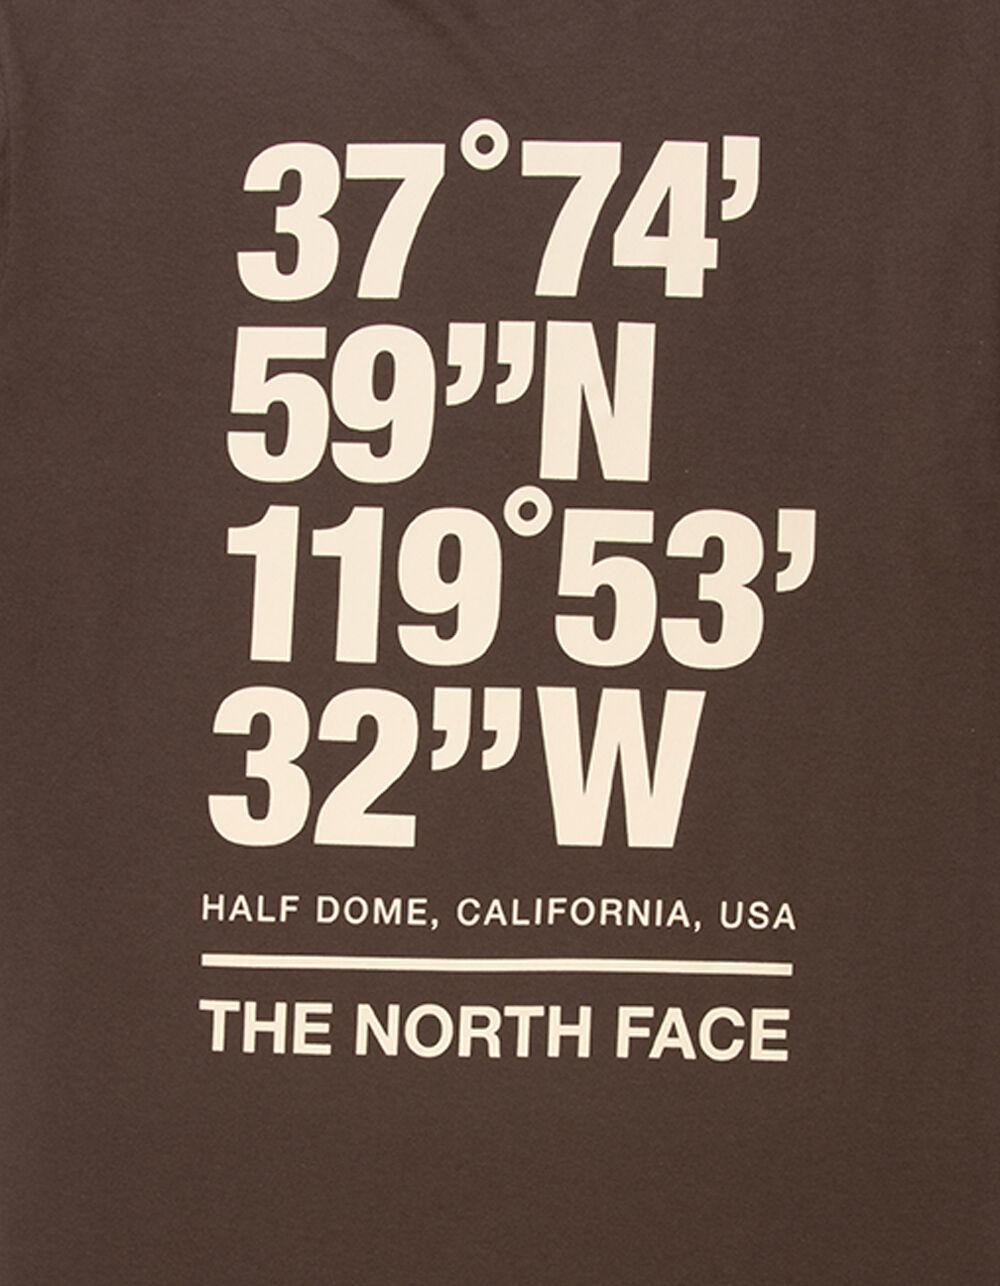 37°74’
59”N
119°53’
32”W
HALF DOME, CALIFORNIA, USA
THE NORTH FACE